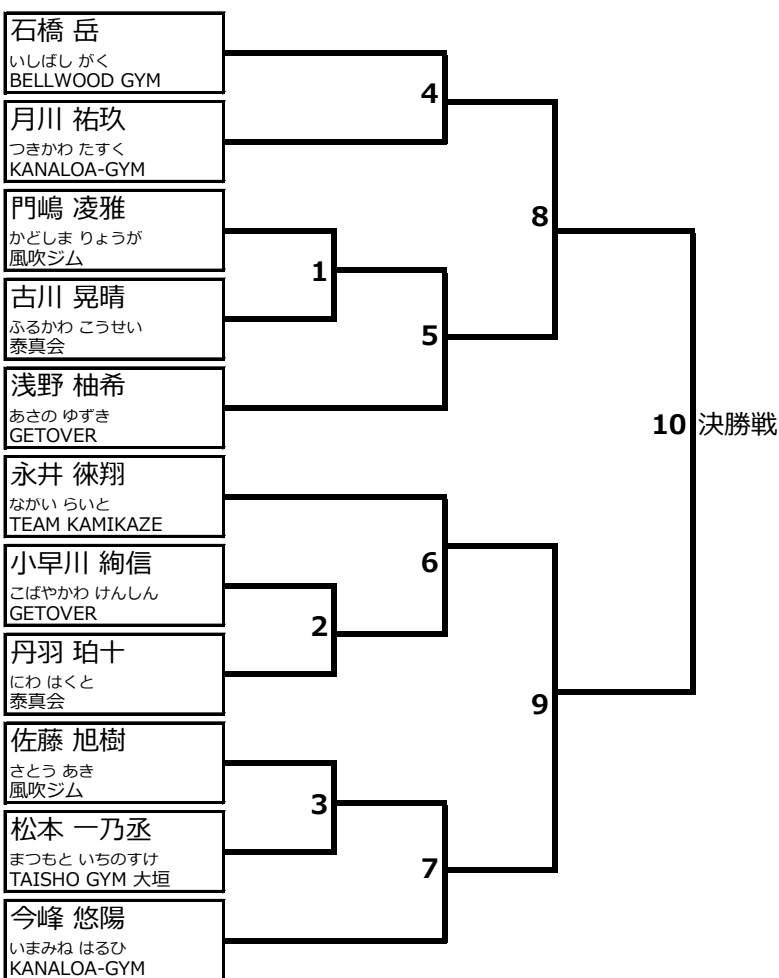 石橋 岳
いしばし がく
BELLWOOD GYM
4
月川 祐玖
つきかわ たすく
KANALOA-GYM
門嶋 凌雅
かどしま りょうが
風吹ジム
8
1
古川 晃晴
ふるかわ こうせい
泰真会
5
浅野 柚希
あさの ゆずき
GETOVER
10 決勝戦
永井 徠翔
ながい らいと
TEAM KAMIKAZE
6
小早川 絢信
こばやかわ けんしん
GETOVER
2
丹羽 珀十
にわ はくと
泰真会
9
佐藤 旭樹
さとう あき
風吹ジム
3
松本 一乃丞
まつもと いちのすけ
TAISHO GYM 大垣
7
今峰 悠陽
いまみね はるひ
KANALOA-GYM